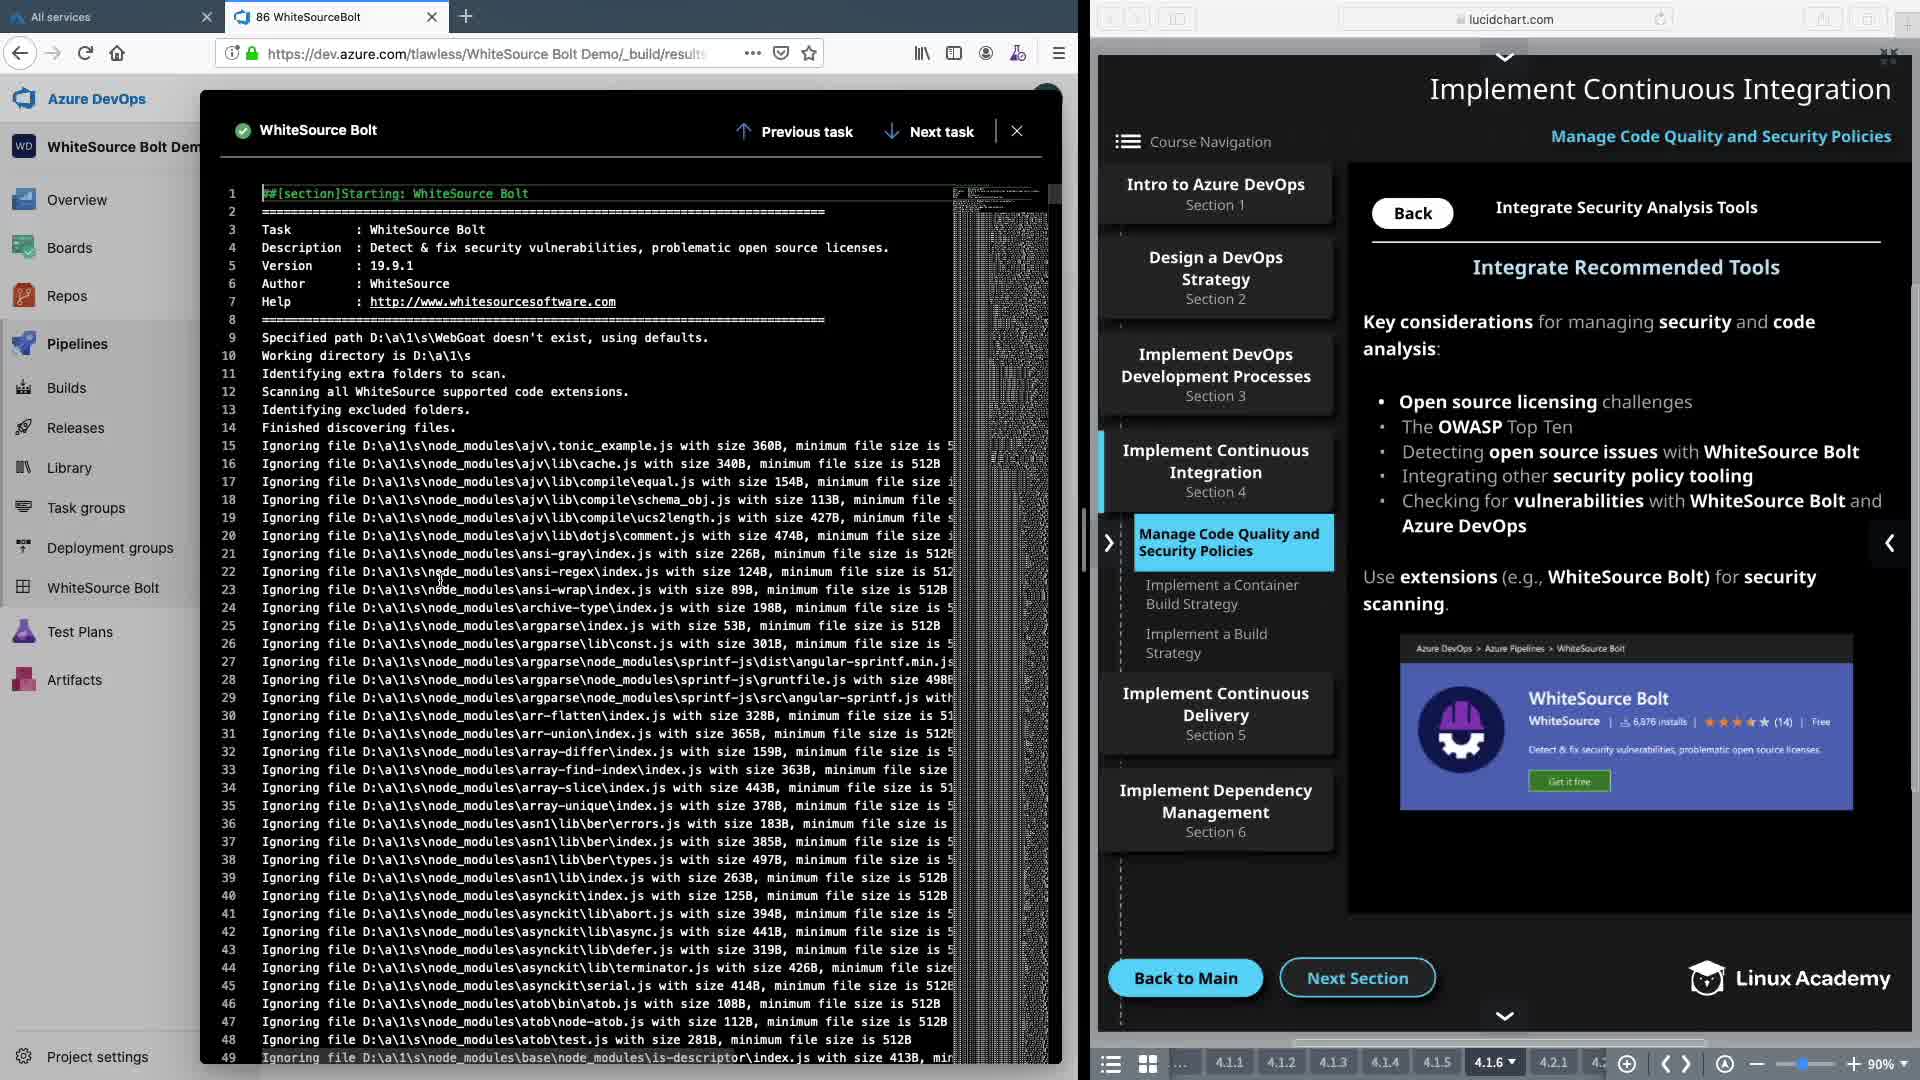 All services
86 WhiteSourceBolt
https://dev.azure.com/tlawless/WhiteSource Bolt Demo/_build/results
Azure DevOps
WD
WhiteSource Bolt Dem
Overview
Boards
Repos
Pipelines
Builds
Releases
Library
Task groups
Deployment groups
WhiteSource Bolt
Test Plans
Artifacts
Project settings
WhiteSource Bolt
Previous task
Next task
1 ##[section]Starting: WhiteSource Bolt
2 ==============================================================================
3 Task : WhiteSource Bolt
4 Description : Detect & fix security vulnerabilities, problematic open source licenses.
5 Version : 19.9.1
6 Author : WhiteSource
7 Help : http://www.whitesourcesoftware.com
8 ==============================================================================
9 Specified path D:\a\1\s\WebGoat doesn't exist, using defaults.
10 Working directory is D:\a\1\s
11 Identifying extra folders to scan.
12 Scanning all WhiteSource supported code extensions.
13 Identifying excluded folders.
14 Finished discovering files.
15 Ignoring file D:\a\1\s\node_modules\ajv\.tonic_example.js with size 360B, minimum file size is 5
16 Ignoring file D:\a\1\s\node_modules\ajv\lib\cache.js with size 340B, minimum file size is 512B
17 Ignoring file D:\a\1\s\node_modules\ajv\lib\compile\equal.js with size 154B, minimum file size i
18 Ignoring file D:\a\1\s\node_modules\ajv\lib\compile\schema_obj.js with size 113B, minimum file s
19 Ignoring file D:\a\1\s\node_modules\ajv\lib\compile\ucs2length.js with size 427B, minimum file s
20 Ignoring file D:\a\1\s\node_modules\ajv\lib\dotjs\comment.js with size 474B, minimum file size i
21 Ignoring file D:\a\1\s\node_modules\ansi-gray\index.js with size 226B, minimum file size is 512B
22 Ignoring file D:\a\1\s\node_modules\ansi-regex\index.js with size 124B, minimum file size is 512
23 Ignoring file D:\a\1\s\node_modules\ansi-wrap\index.js with size 89B, minimum file size is 512B
24 Ignoring file D:\a\1\s\node_modules\archive-type\index.js with size 198B, minimum file size is 5
25 Ignoring file D:\a\1\s\node_modules\argparse\index.js with size 53B, minimum file size is 512B
26 Ignoring file D:\a\1\s\node_modules\argparse\lib\const.js with size 301B, minimum file size is 5
27 Ignoring file D:\a\1\s\node_modules\argparse\node_modules\sprintf-js\dist\angular-sprintf.min.js
28 Ignoring file D:\a\1\s\node_modules\argparse\node_modules\sprintf-js\gruntfile.js with size 498B
29 Ignoring file D:\a\1\s\node_modules\argparse\node_modules\sprintf-js\src\angular-sprintf.js with
30 Ignoring file D:\a\1\s\node_modules\arr-flatten\index.js with size 328B, minimum file size is 51
31 Ignoring file D:\a\1\s\node_modules\arr-union\index.js with size 365B, minimum file size is 512B
32 Ignoring file D:\a\1\s\node_modules\array-differ\index.js with size 159B, minimum file size is 5
33 Ignoring file D:\a\1\s\node_modules\array-find-index\index.js with size 363B, minimum file size
34 Ignoring file D:\a\1\s\node_modules\array-slice\index.js with size 443B, minimum file size is 51
35 Ignoring file D:\a\1\s\node_modules\array-unique\index.js with size 378B, minimum file size is 5
36 Ignoring file D:\a\1\s\node_modules\asn1\lib\ber\errors.js with size 183B, minimum file size is
37 Ignoring file D:\a\1\s\node_modules\asn1\lib\ber\index.js with size 385B, minimum file size is 5
38 Ignoring file D:\a\1\s\node_modules\asn1\lib\ber\types.js with size 497B, minimum file size is 5
39 Ignoring file D:\a\1\s\node_modules\asn1\lib\index.js with size 263B, minimum file size is 512B
40 Ignoring file D:\a\1\s\node_modules\asynckit\index.js with size 125B, minimum file size is 512B
41 Ignoring file D:\a\1\s\node_modules\asynckit\lib\abort.js with size 394B, minimum file size is 5
42 Ignoring file D:\a\1\s\node_modules\asynckit\lib\async.js with size 441B, minimum file size is 5
43 Ignoring file D:\a\1\s\node_modules\asynckit\lib\defer.js with size 319B, minimum file size is 5
44 Ignoring file D:\a\1\s\node_modules\asynckit\lib\terminator.js with size 426B, minimum file size
45 Ignoring file D:\a\1\s\node_modules\asynckit\serial.js with size 414B, minimum file size is 512B
46 Ignoring file D:\a\1\s\node_modules\atob\bin\atob.js with size 108B, minimum file size is 512B
47 Ignoring file D:\a\1\s\node_modules\atob\node-atob.js with size 112B, minimum file size is 512B
48 Ignoring file D:\a\1\s\node_modules\atob\test.js with size 281B, minimum file size is 512B
49 Ignoring file D:\a\1\s\node_modules\base\node_modules\is-descriptor\index.js with size 413B, min
lucidchart.com
Implement Continuous Integration
Manage Code Quality and Security Policies
Course Navigation
Intro to Azure DevOps
Section 1
Design a DevOps
Strategy
Section 2
Implement DevOps
Development Processes
Section 3
Implement Continuous
Integration
Section 4
Manage Code Quality and
Security Policies
Implement a Container
Build Strategy
Implement a Build
Strategy
Implement Continuous
Delivery
Section 5
Implement Dependency
Management
Section 6
Back
Integrate Security Analysis Tools
Integrate Recommended Tools
Key considerations for managing security and code
analysis:
• Open source licensing challenges
• The OWASP Top Ten
• Detecting open source issues with WhiteSource Bolt
• Integrating other security policy tooling
• Checking for vulnerabilities with WhiteSource Bolt and
Azure DevOps
Use extensions (e.g., WhiteSource Bolt) for security
scanning.
Azure DevOps > Azure Pipelines > WhiteSource Bolt
WhiteSource Bolt
WhiteSource | 6,876 installs | (14) | Free
Detect & fix security vulnerabilities, problematic open source licenses.
Get it free
Back to Main
Next Section
Linux Academy
... 4.1.1 4.1.2 4.1.3 4.1.4 4.1.5 4.1.6 4.2.1 4.2
90%